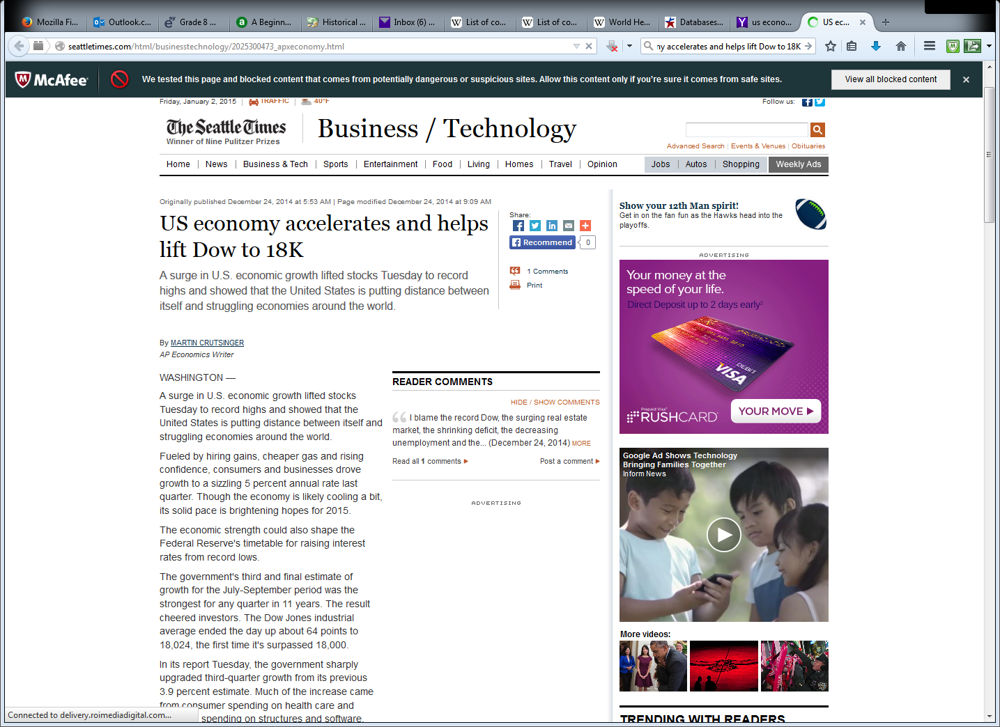 Mozilla Fi...
Outlook.c...
Grade 8 ...
A Beginn...
Historical ...
Inbox (6) ...
List of co...
List of co...
World He...
Databases...
us econo...
US ec...
seattletimes.com/html/businesstechnology/2025300473_apxeconomy.html
ny accelerates and helps lift Dow to 18K
McAfee
We tested this page and blocked content that comes from potentially dangerous or suspicious sites. Allow this content only if you're sure it comes from safe sites.
View all blocked content
Friday, January 2, 2015
TRAFFIC
40°F
Follow us:
The Seattle Times
Winner of Nine Pulitzer Prizes
Business / Technology
Advanced Search | Events & Venues | Obituaries
Home | News | Business & Tech | Sports | Entertainment | Food | Living | Homes | Travel | Opinion
Jobs | Autos | Shopping
Weekly Ads
Originally published December 24, 2014 at 5:53 AM | Page modified December 24, 2014 at 9:09 AM
US economy accelerates and helps
lift Dow to 18K
A surge in U.S. economic growth lifted stocks Tuesday to record
highs and showed that the United States is putting distance between
itself and struggling economies around the world.
Share:
Recommend
0
1 Comments
Print
By MARTIN CRUTSINGER
AP Economics Writer
WASHINGTON —
A surge in U.S. economic growth lifted stocks
Tuesday to record highs and showed that the
United States is putting distance between itself and
struggling economies around the world.
Fueled by hiring gains, cheaper gas and rising
confidence, consumers and businesses drove
growth to a sizzling 5 percent annual rate last
quarter. Though the economy is likely cooling a bit,
its solid pace is brightening hopes for 2015.
The economic strength could also shape the
Federal Reserve's timetable for raising interest
rates from record lows.
The government's third and final estimate of
growth for the July-September period was the
strongest for any quarter in 11 years. The result
cheered investors. The Dow Jones industrial
average ended the day up about 64 points to
18,024, the first time it's surpassed 18,000.
In its report Tuesday, the government sharply
upgraded third-quarter growth from its previous
3.9 percent estimate. Much of the increase came
from consumer spending on health care and
spending on structures and software.
READER COMMENTS
HIDE / SHOW COMMENTS
I blame the record Dow, the surging real estate
market, the shrinking deficit, the decreasing
unemployment and the... (December 24, 2014) MORE
Read all 1 comments
Post a comment
ADVERTISING
Show your 12th Man spirit!
Get in on the fan fun as the Hawks head into the
playoffs.
ADVERTISING
Your money at the
speed of your life.
Direct Deposit up to 2 days early²
DEBIT
VISA
Prepaid Visa
RUSHCARD
YOUR MOVE
Google Ad Shows Technology
Bringing Families Together
Inform News
More videos:
TRENDING WITH READERS
Connected to delivery.roimediadigital.com...